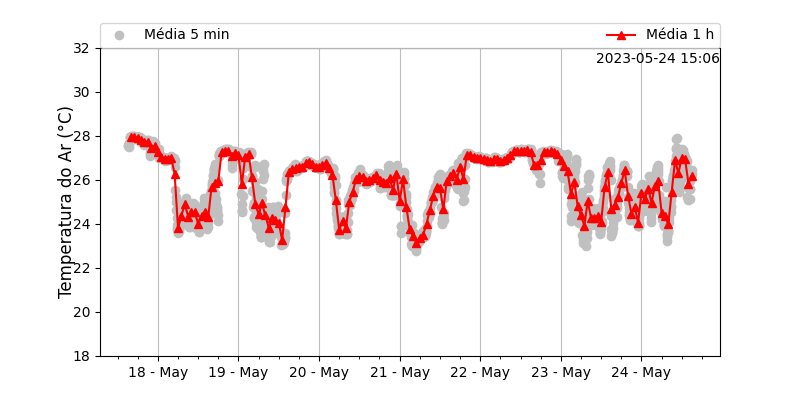 Média 5 min
Média 1 h
2023-05-24 15:06
Temperatura do Ar (°C)
32
30
28
26
24
22
20
18
18 - May
19 - May
20 - May
21 - May
22 - May
23 - May
24 - May